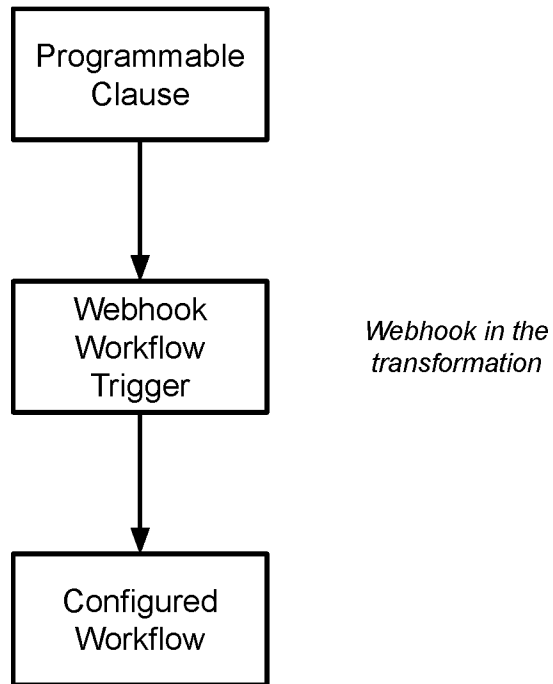 Programmable
Clause
Webhook
Workflow
Trigger
Webhook in the
transformation
Configured
Workflow